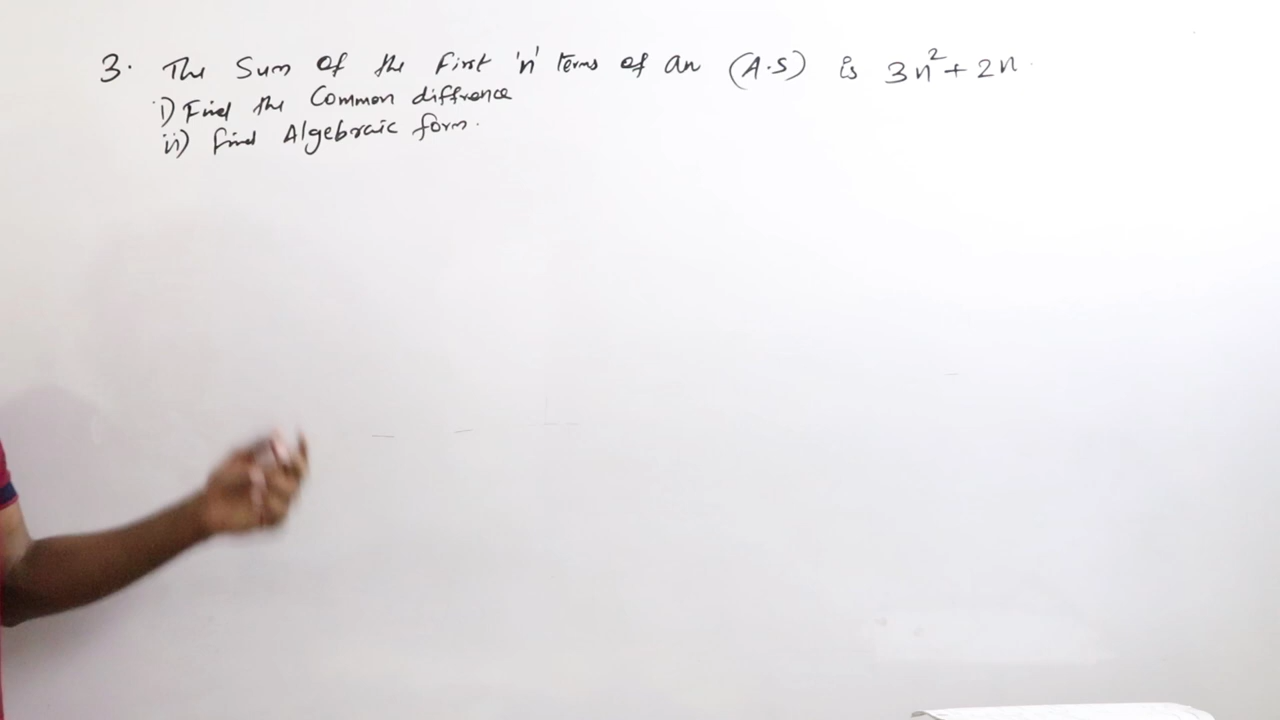 3. The Sum of the first 'n' terms of an (A.S) is 3n²+2n.
i) Find the Common diffrence
ii) find Algebraic form.